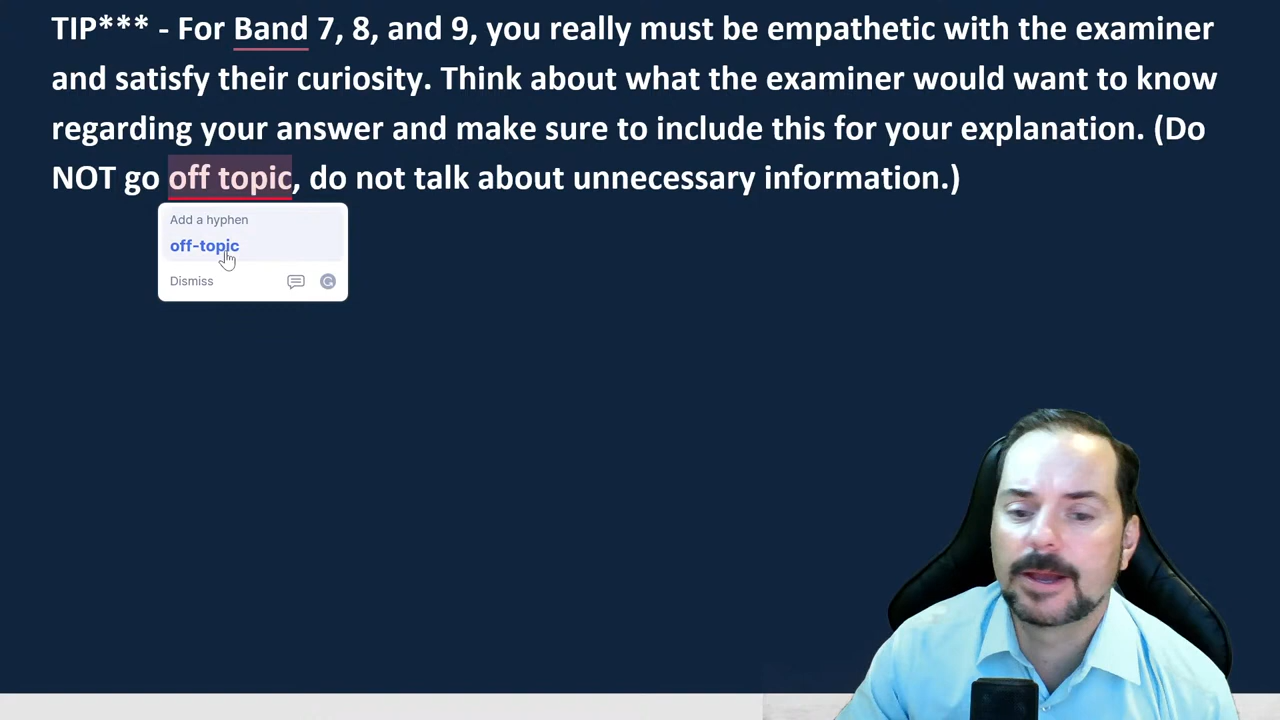 TIP*** - For Band 7, 8, and 9, you really must be empathetic with the examiner
and satisfy their curiosity. Think about what the examiner would want to know
regarding your answer and make sure to include this for your explanation. (Do
NOT go off topic, do not talk about unnecessary information.)
Add a hyphen
off-topic
Dismiss